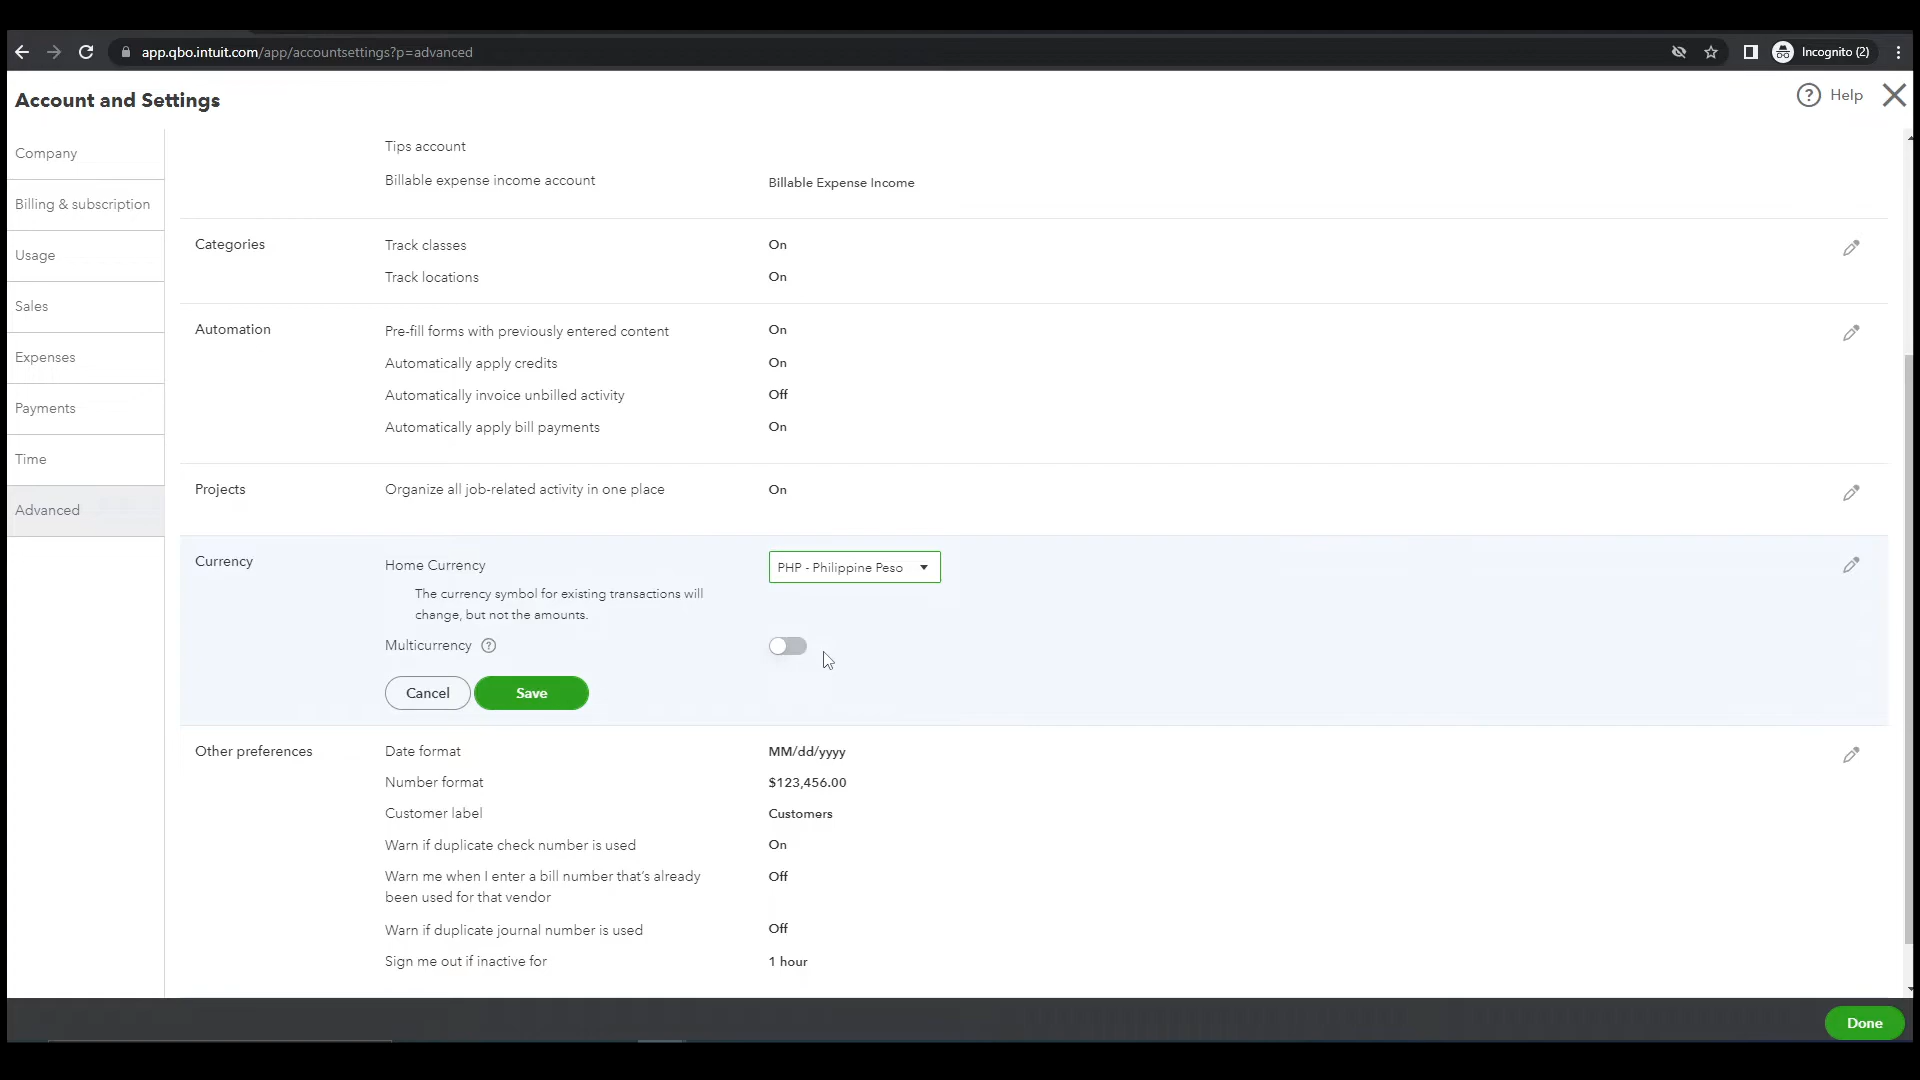 app.qbo.intuit.com/app/accountsettings?p=advanced
Incognito (2)
Account and Settings
? Help
Company
Billing & subscription
Usage
Sales
Expenses
Payments
Time
Advanced
Tips account
Billable expense income account Billable Expense Income
Categories Track classes On
Track locations On
Automation Pre-fill forms with previously entered content On
Automatically apply credits On
Automatically invoice unbilled activity Off
Automatically apply bill payments On
Projects Organize all job-related activity in one place On
Currency Home Currency PHP - Philippine Peso
The currency symbol for existing transactions will
change, but not the amounts.
Multicurrency ?
Cancel Save
Other preferences Date format MM/dd/yyyy
Number format $123,456.00
Customer label Customers
Warn if duplicate check number is used On
Warn me when I enter a bill number that's already Off
been used for that vendor
Warn if duplicate journal number is used Off
Sign me out if inactive for 1 hour
Done